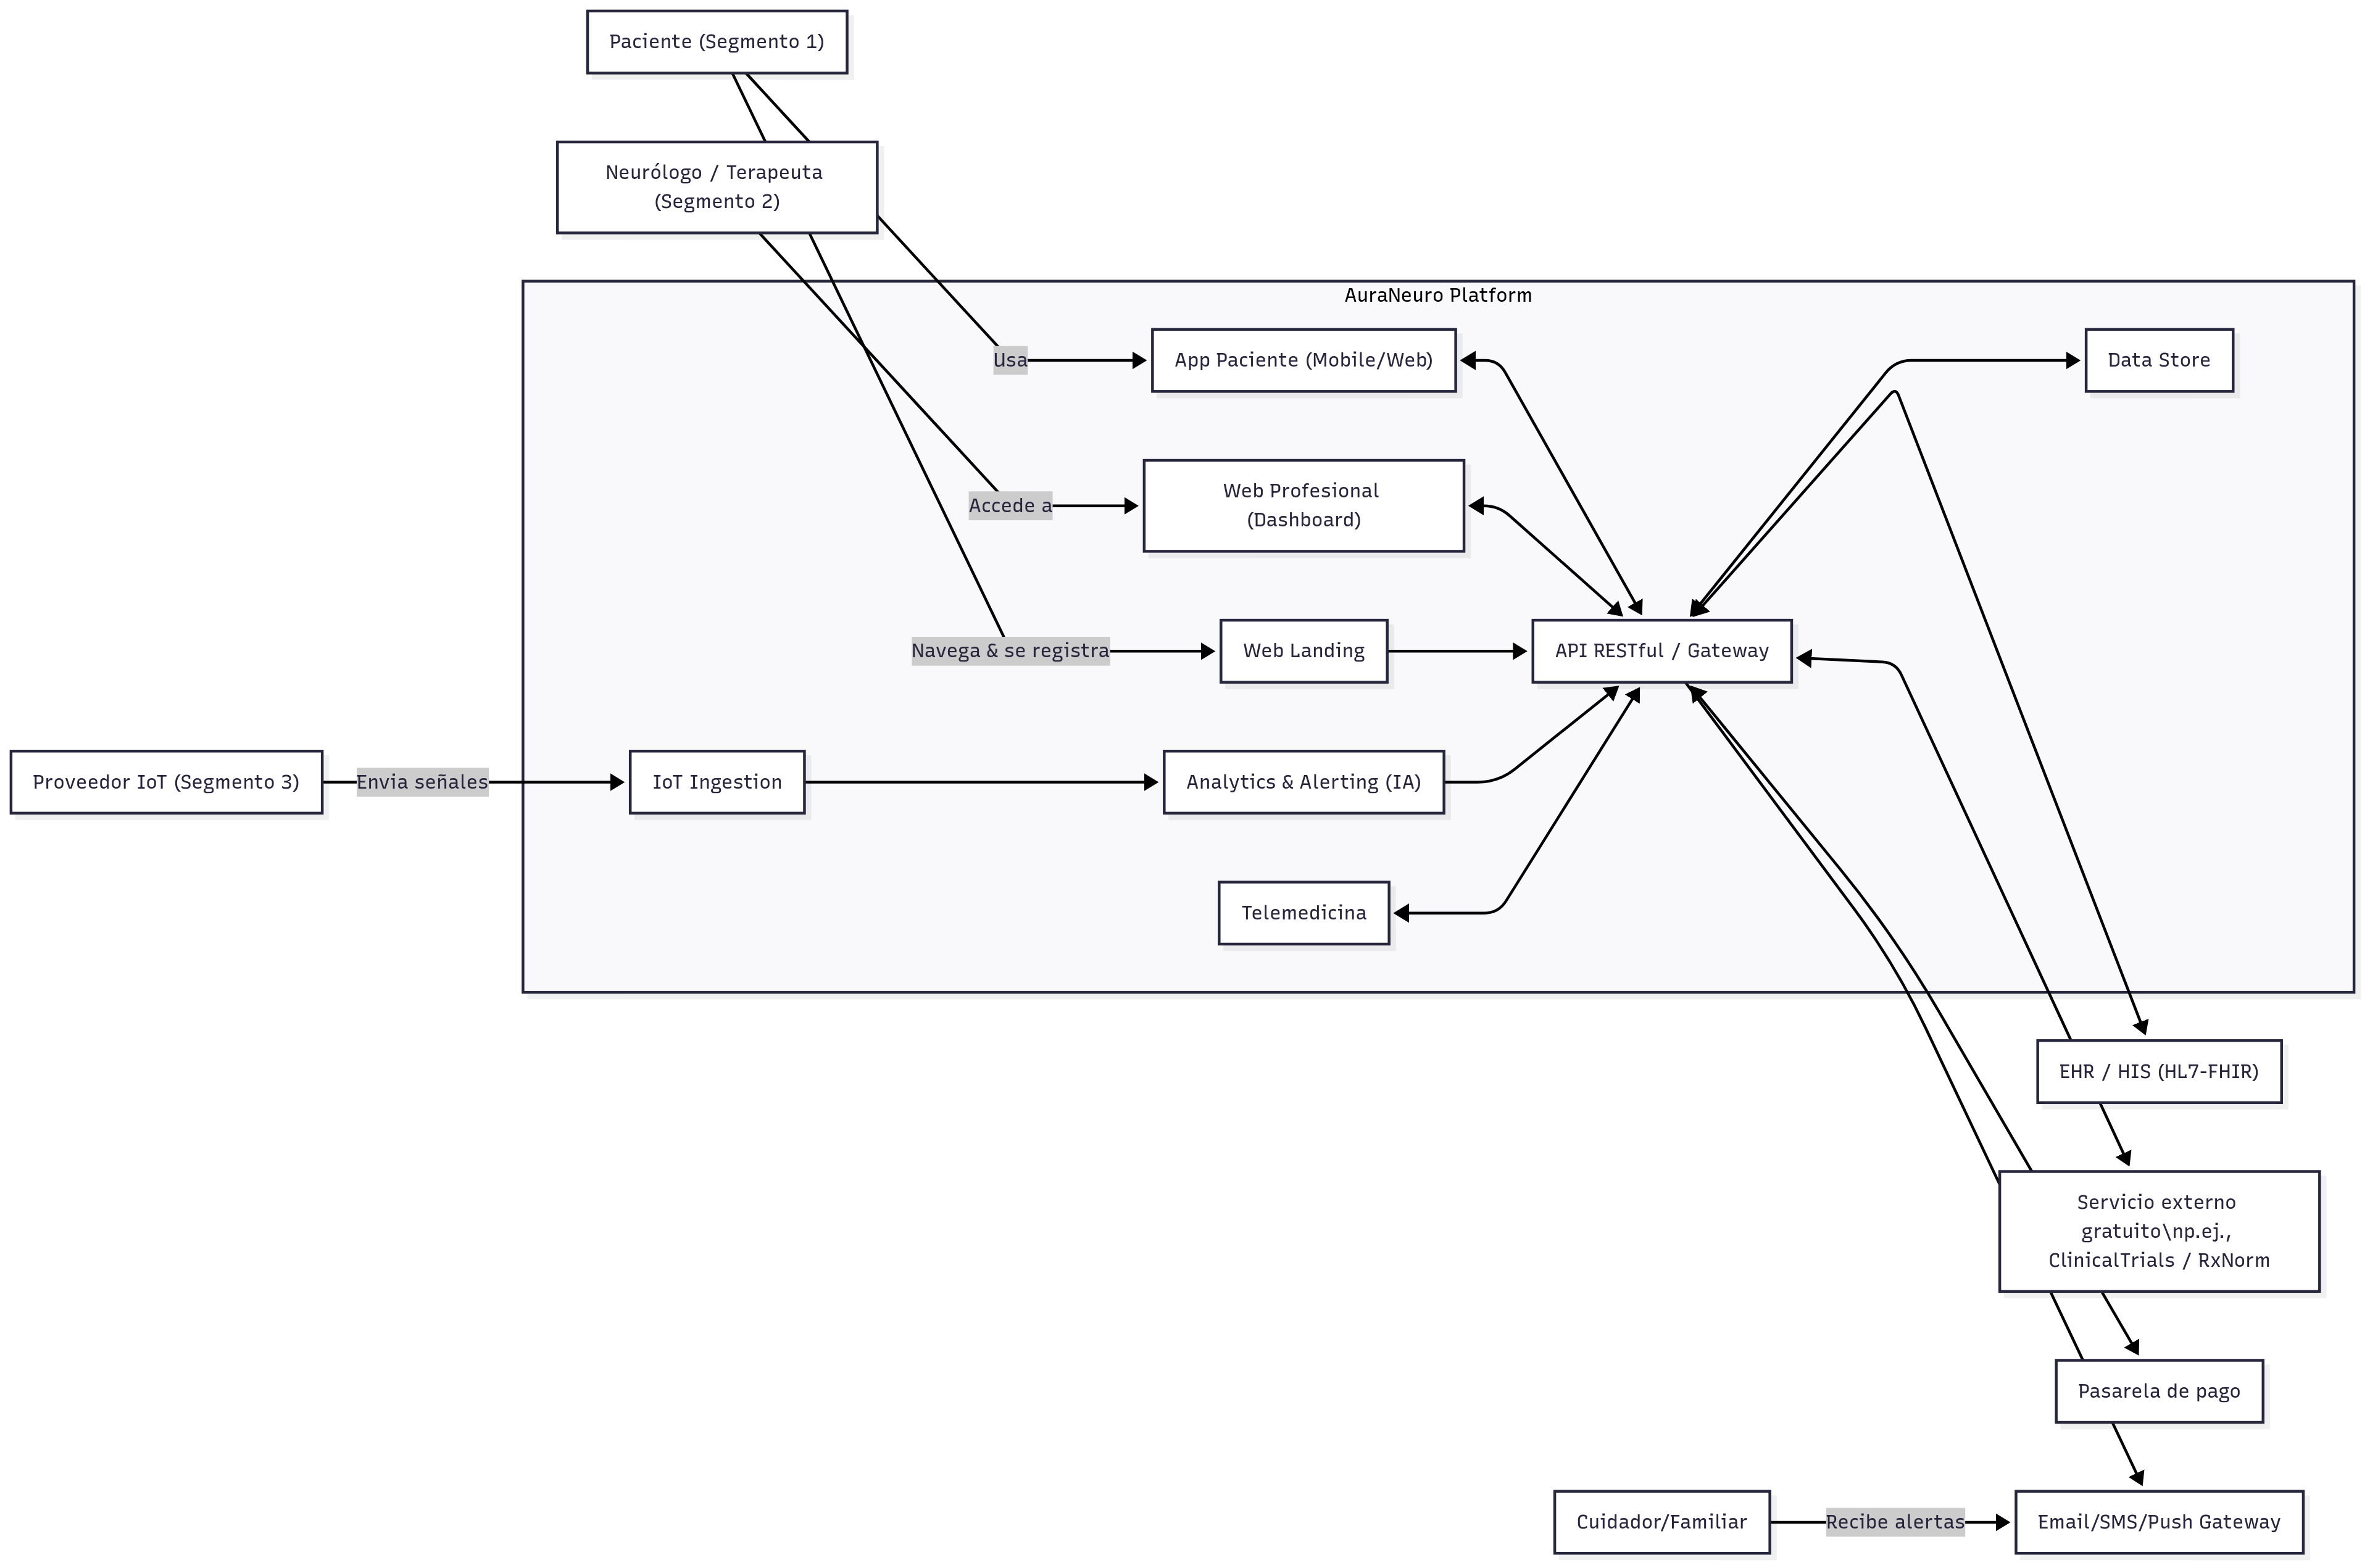 Paciente (Segmento 1)
Neurólogo / Terapeuta
(Segmento 2)
AuraNeuro Platform
Usa
App Paciente (Mobile/Web)
Data Store
Accede a
Web Profesional
(Dashboard)
Navega & se registra
Web Landing
API RESTful / Gateway
Proveedor IoT (Segmento 3)
Envia señales
IoT Ingestion
Analytics & Alerting (IA)
Telemedicina
EHR / HIS (HL7-FHIR)
Servicio externo
gratuito\np.ej.,
ClinicalTrials / RxNorm
Pasarela de pago
Cuidador/Familiar
Recibe alertas
Email/SMS/Push Gateway